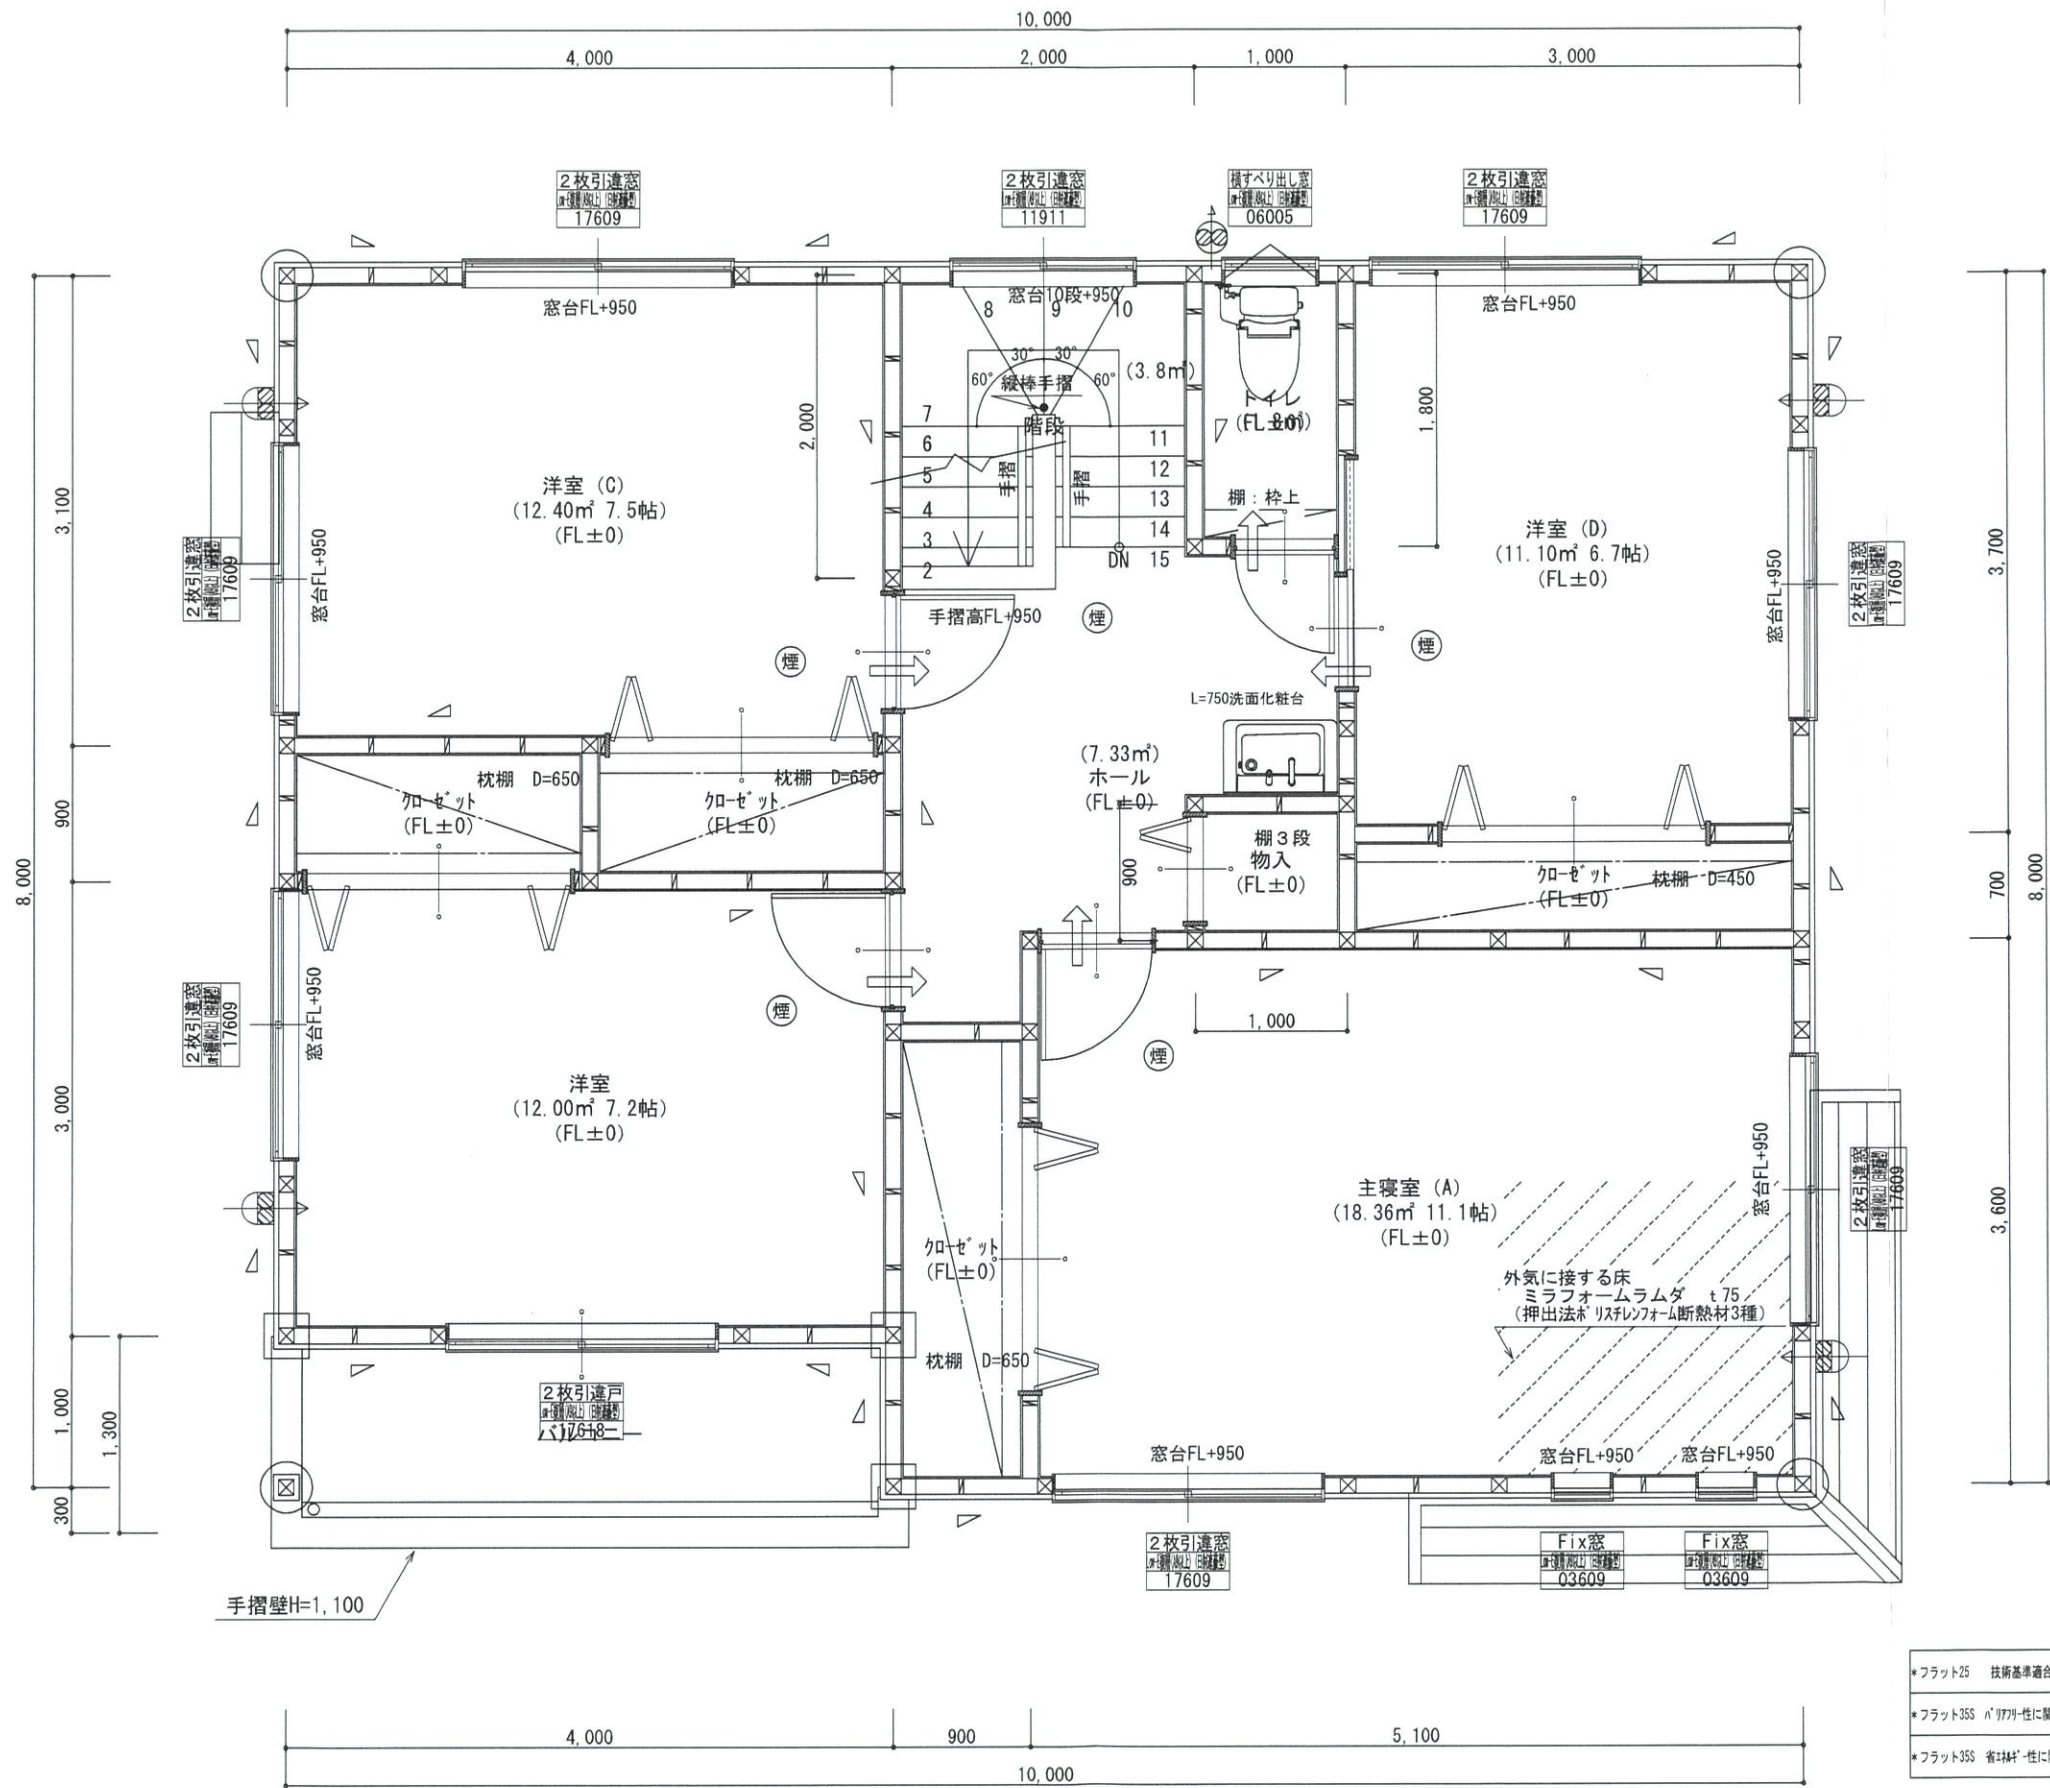 10,000
4,000
2,000
1,000
3,000
2枚引違窓
17609
2枚引違窓
11911
横すべり出し窓
06005
2枚引違窓
17609
窓台FL+950
窓台10段+950
窓台FL+950
8
9
10
30°
30°
60°
縦棒手摺
60°
(3.8㎡)
階段
7
6
5
4
3
2
11
12
13
14
15
手摺
手摺
DN
2,000
トイレ
1,800
棚:枠上
洋室 (C)
(12.40㎡ 7.5帖)
(FL±0)
洋室 (D)
(11.10㎡ 6.7帖)
(FL±0)
3,100
2枚引違窓
17609
窓台FL+950
窓台FL+950
2枚引違窓
17609
3,700
手摺高FL+950
煙
煙
煙
L=750洗面化粧台
(7.33㎡)
ホール
(FL±0)
枕棚 D=650
クローゼット
(FL±0)
枕棚 D=650
クローゼット
(FL±0)
900
8,000
900
棚3段
物入
(FL±0)
クローゼット
(FL±0)
枕棚 D=450
700
8,000
2枚引違窓
17609
窓台FL+950
煙
煙
1,000
洋室
(12.00㎡ 7.2帖)
(FL±0)
3,000
クローゼット
(FL±0)
枕棚 D=650
主寝室 (A)
(18.36㎡ 11.1帖)
(FL±0)
窓台FL+950
2枚引違窓
17609
3,600
外気に接する床
ミラフォームラムダ t75
(押出法ポリスチレンフォーム断熱材3種)
2枚引違戸
17618
バルコニー
1,000
1,300
300
窓台FL+950
窓台FL+950
窓台FL+950
2枚引違窓
17609
Fix窓
03609
Fix窓
03609
手摺壁H=1,100
*フラット25 技術基準適合
*フラット35S バリアフリー性に関
*フラット35S 省エネルギー性に
4,000
900
5,100
10,000